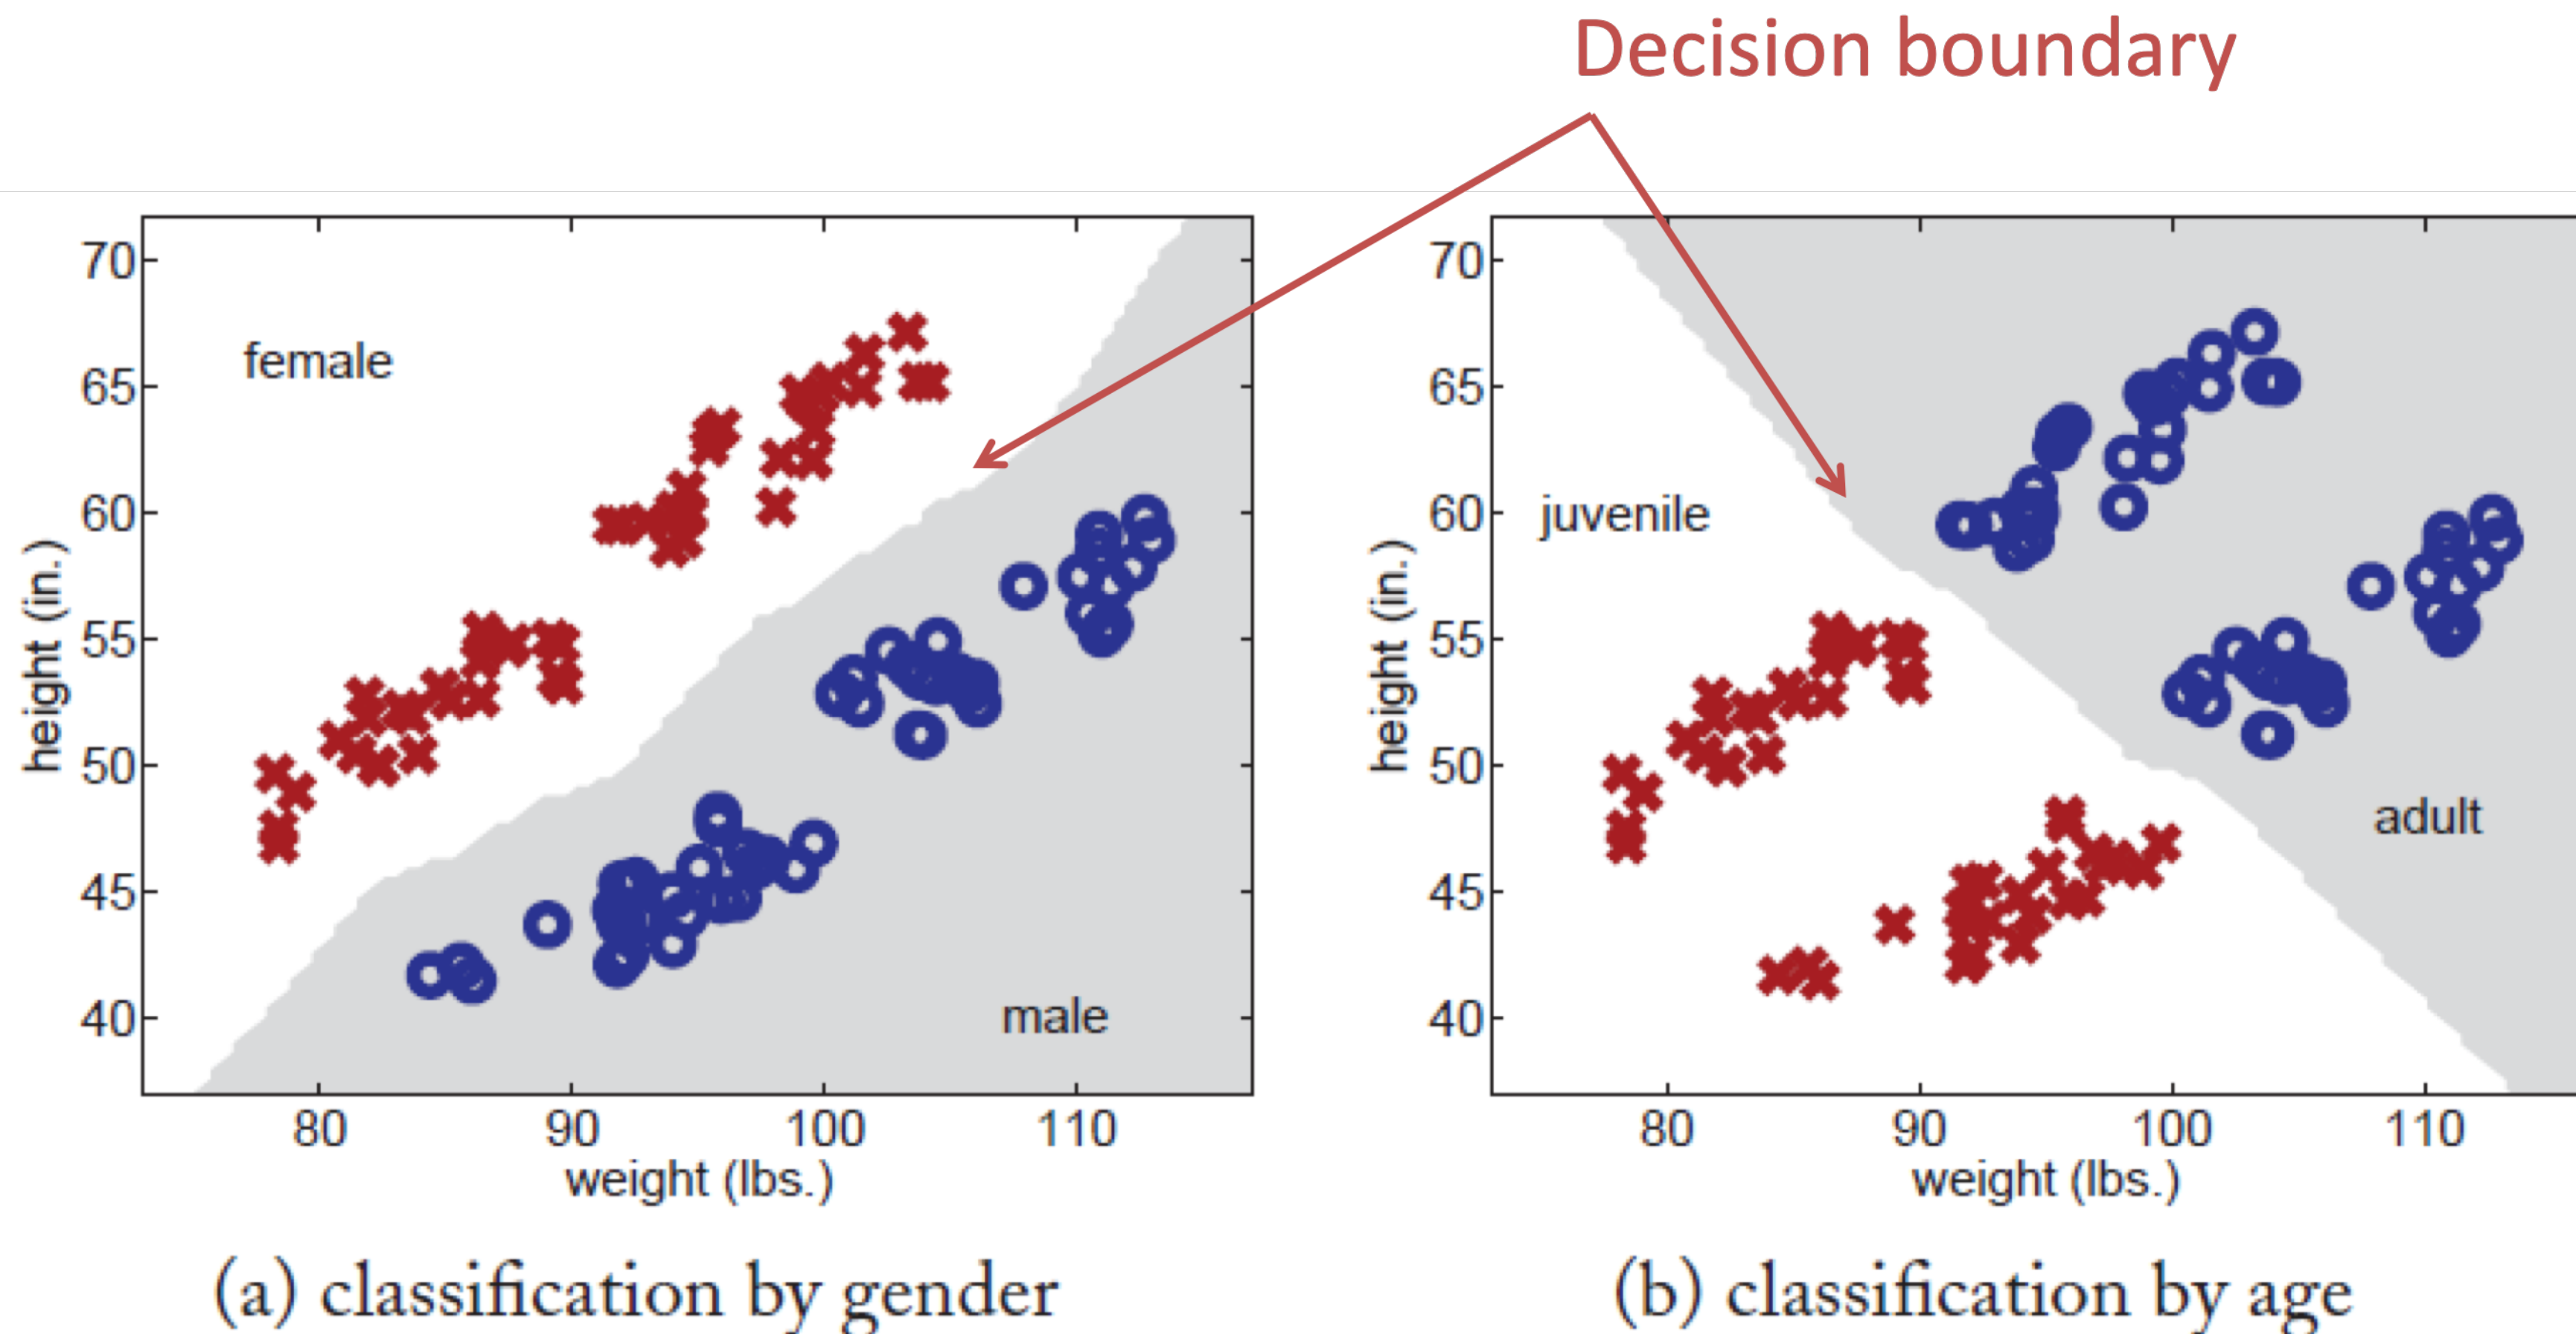 Decision boundary
70
65
60
55
50
45
40
height (in.)
female
male
80 90 100 110
weight (lbs.)
(a) classification by gender
70
65
60
55
50
45
40
height (in.)
juvenile
adult
80 90 100 110
weight (lbs.)
(b) classification by age